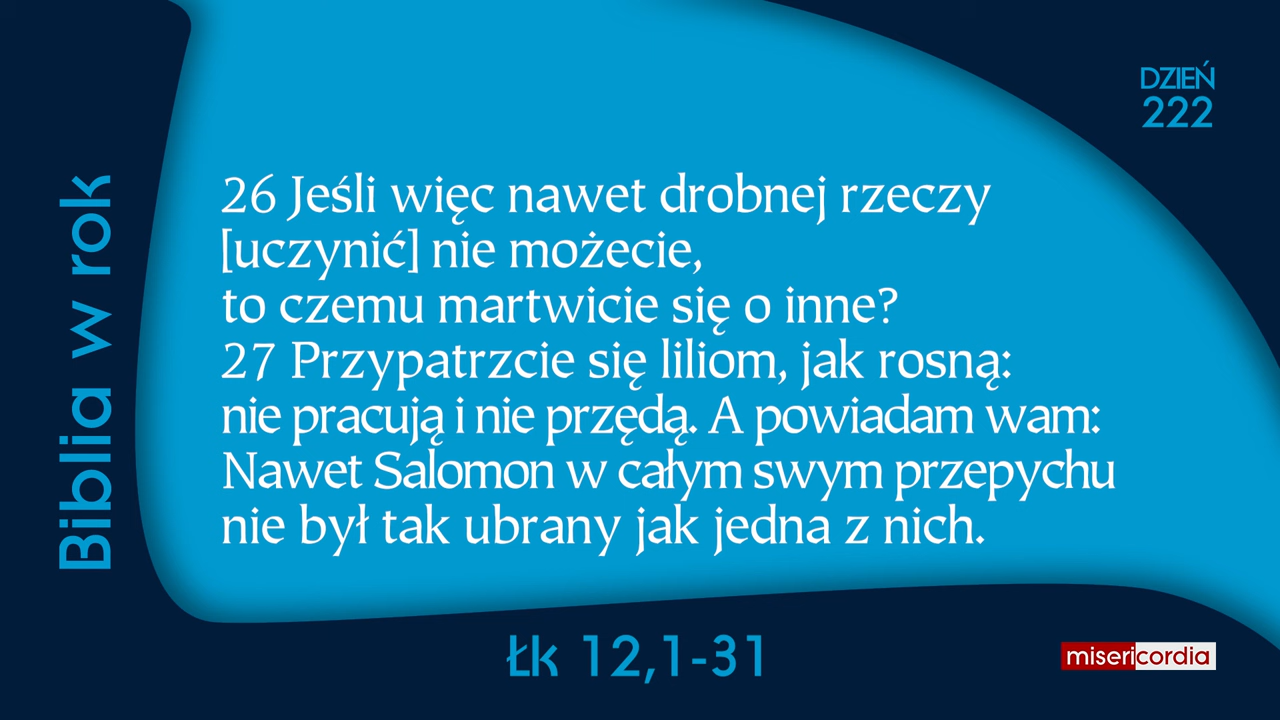 DZIEŃ
222
Biblia w rok
26 Jeśli więc nawet drobnej rzeczy
[uczynić] nie możecie,
to czemu martwicie się o inne?
27 Przypatrzcie się liliom, jak rosną:
nie pracują i nie przędą. A powiadam wam:
Nawet Salomon w całym swym przepychu
nie był tak ubrany jak jedna z nich.
Łk 12,1-31
misericordia